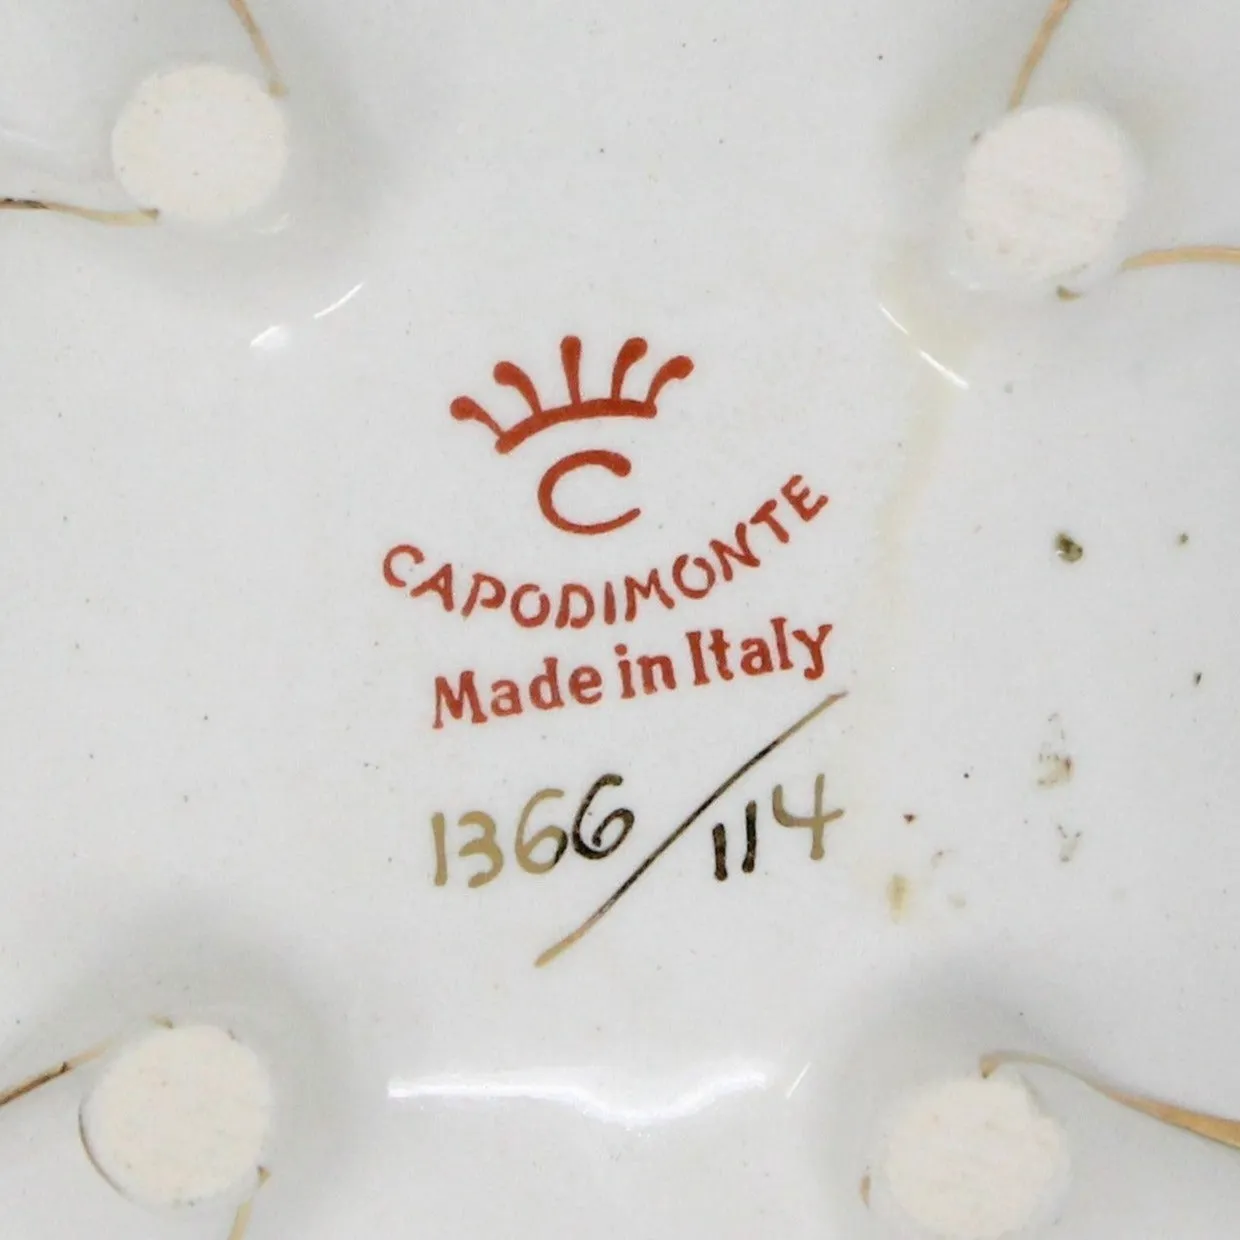 C
CAPODIMONTE
Made in Italy
1366/114